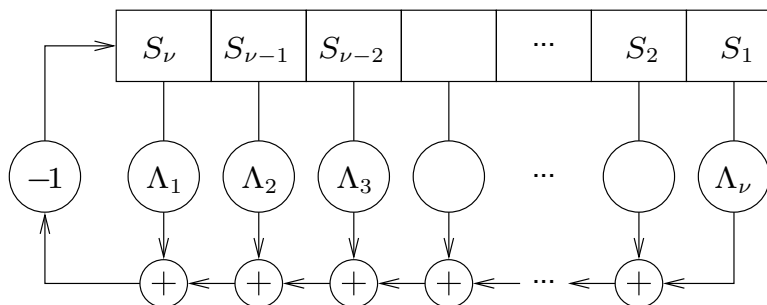 S_ν S_{ν−1} S_{ν−2} ... S_2 S_1
−1 Λ_1 Λ_2 Λ_3 ... Λ_ν
+ + + + ... +